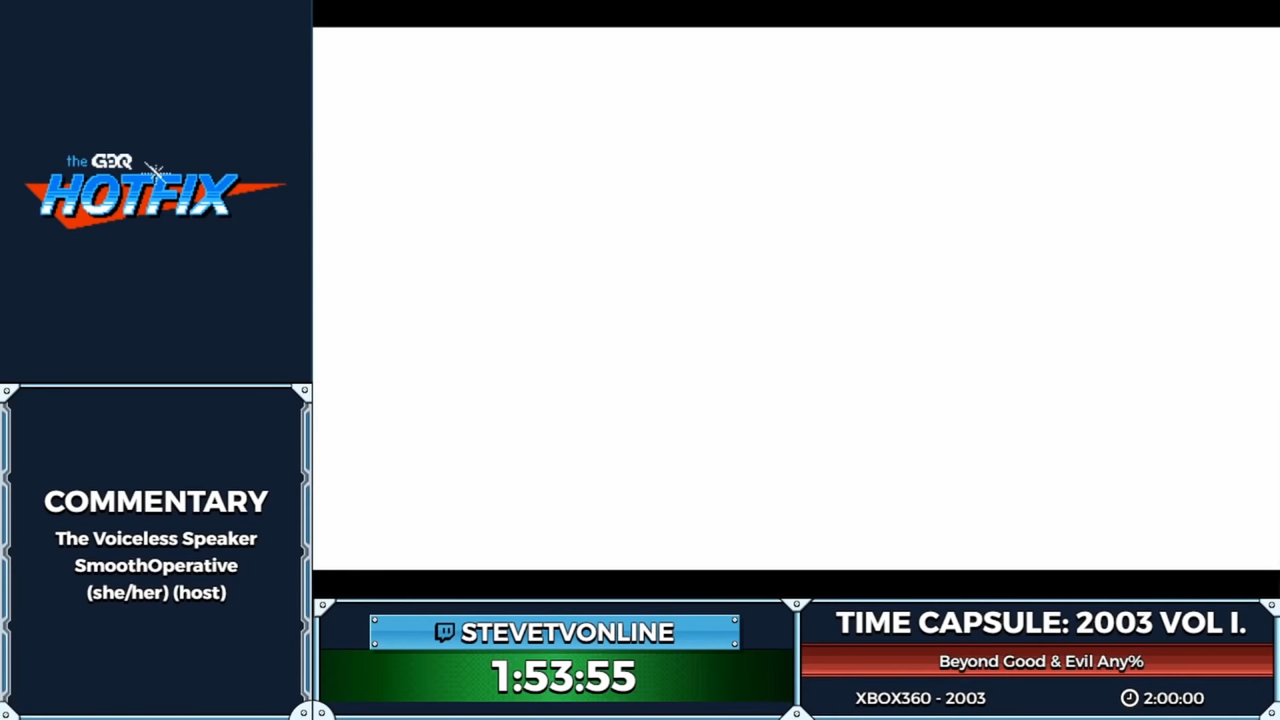 the GDQ
HOTFIX
COMMENTARY
The Voiceless Speaker
SmoothOperative
(she/her) (host)
STEVETVONLINE
1:53:55
TIME CAPSULE: 2003 VOL I.
Beyond Good & Evil Any%
XBOX360 - 2003
2:00:00